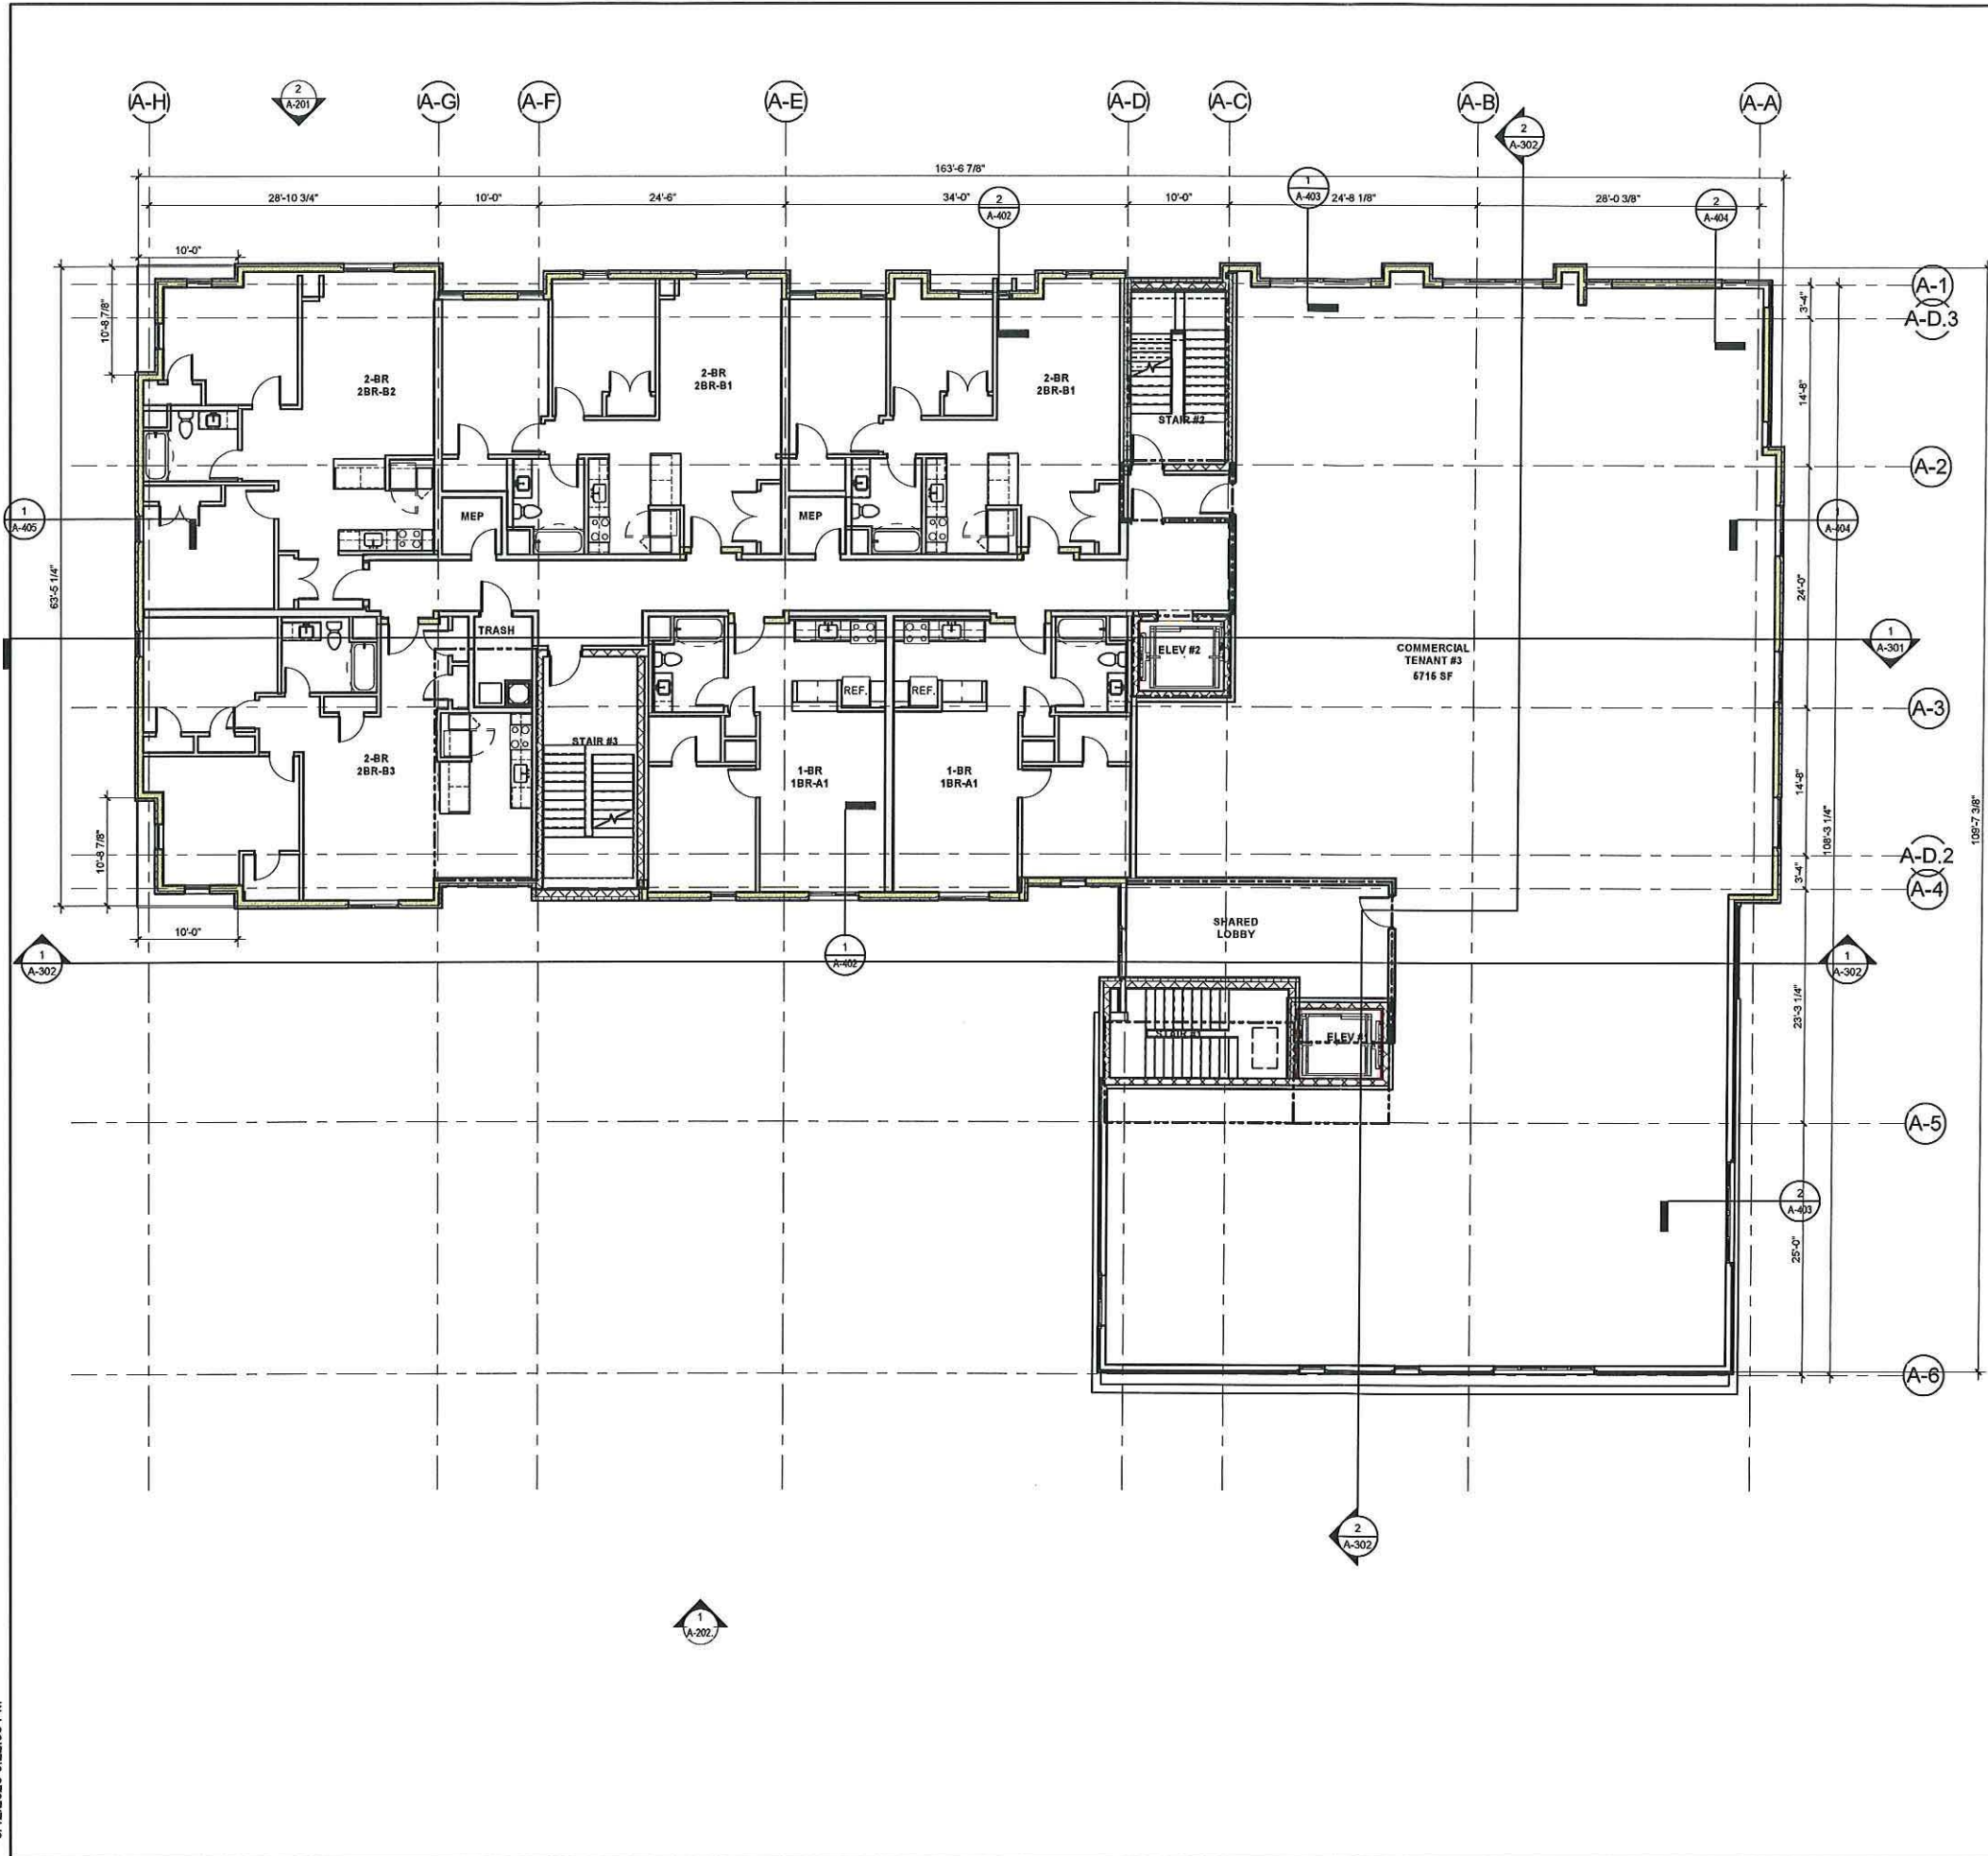 A-H
2
A-201
A-G
A-F
A-E
A-D
A-C
A-B
A-A
2
A-302
163'-6 7/8"
28'-10 3/4"
10'-0"
24'-6"
34'-0"
10'-0"
24'-8 1/8"
28'-0 3/8"
2
A-402
1
A-403
2
A-404
10'-0"
10'-8 7/8"
A-1
3'-4"
A-D.3
2-BR
2BR-B2
2-BR
2BR-B1
2-BR
2BR-B1
14'-8"
STAIR #2
A-2
1
A-405
MEP
MEP
1
A-404
63'-5 1/4"
24'-0"
TRASH
ELEV #2
COMMERCIAL
TENANT #3
5715 SF
1
A-301
REF.
REF.
A-3
STAIR #3
2-BR
2BR-B3
1-BR
1BR-A1
1-BR
1BR-A1
14'-8"
108'-3 1/4"
109'-7 3/8"
10'-8 7/8"
A-D.2
3'-4"
A-4
10'-0"
SHARED
LOBBY
1
A-302
1
A-402
1
A-302
23'-3 1/4"
STAIR #1
ELEV #1
A-5
2
A-403
25'-0"
A-6
2
A-302
1
A-202